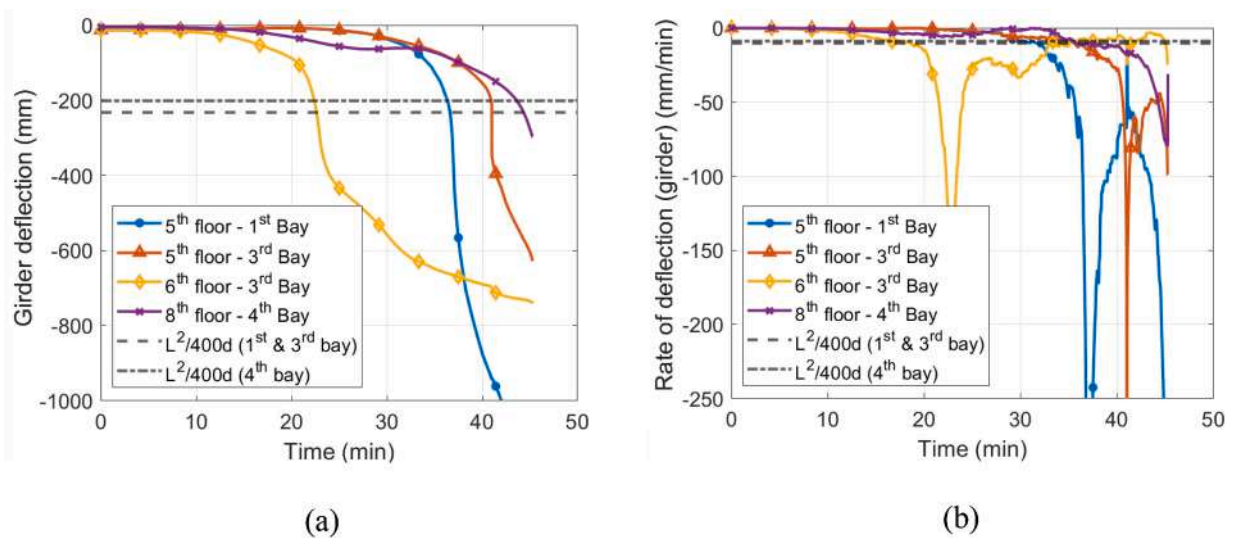 0
-200
-400
-600
-800
-1000
Girder deflection (mm)
5th floor - 1st Bay
5th floor - 3rd Bay
6th floor - 3rd Bay
8th floor - 4th Bay
L2/400d (1st & 3rd bay)
L2/400d (4th bay)
0 10 20 30 40 50
Time (min)
(a)
0
-50
-100
-150
-200
-250
Rate of deflection (girder) (mm/min)
5th floor - 1st Bay
5th floor - 3rd Bay
6th floor - 3rd Bay
8th floor - 4th Bay
L2/400d (1st & 3rd bay)
L2/400d (4th bay)
0 10 20 30 40 50
Time (min)
(b)